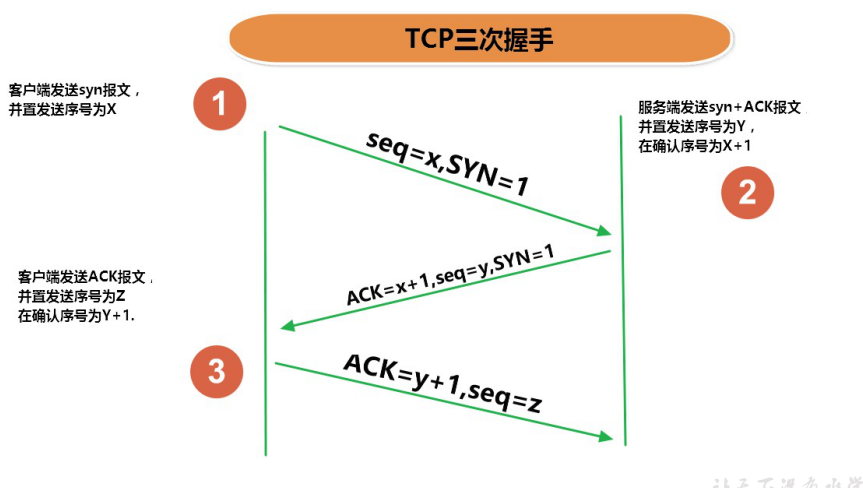 TCP三次握手
客户端发送syn报文，
并置发送序号为X
1
服务端发送syn+ACK报文
并置发送序号为Y，
在确认序号为X+1
2
seq=x,SYN=1
ACK=x+1,seq=y,SYN=1
客户端发送ACK报文，
并置发送序号为Z
在确认序号为Y+1.
3
ACK=y+1,seq=z